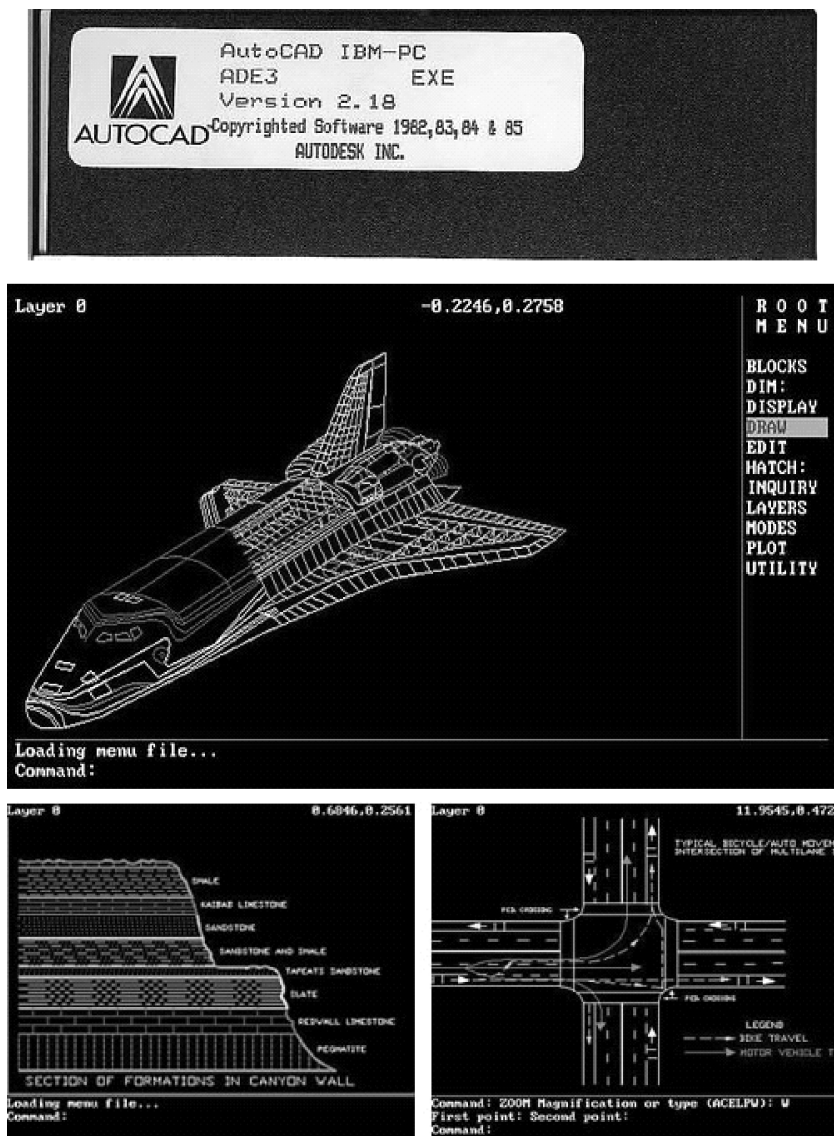 AutoCAD IBM-PC
ADE3 EXE
Version 2.18
AUTOCAD
Copyrighted Software 1982,83,84 & 85
AUTODESK INC.
Layer 0 -0.2246,0.2758
ROOT
MENU
BLOCKS
DIM:
DISPLAY
DRAW
EDIT
HATCH:
INQUIRY
LAYERS
MODES
PLOT
UTILITY
Loading menu file...
Command:
Layer 0 0.6846,0.2561
SHALE
KAIBAB LIMESTONE
SANDSTONE
SANDSTONE AND SHALE
TAPEATS SANDSTONE
SLATE
REDWALL LIMESTONE
PEGMATITE
SECTION OF FORMATIONS IN CANYON WALL
Loading menu file...
Command:
Layer 0 11.9545,0.472
TYPICAL BICYCLE/AUTO MOVEM
INTERSECTION OF MULTILANE
PED. CROSSING
PED. CROSSING
LEGEND
BIKE TRAVEL
MOTOR VEHICLE T
Command: ZOOM Magnification or type (ACELPW): W
First point: Second point:
Command: